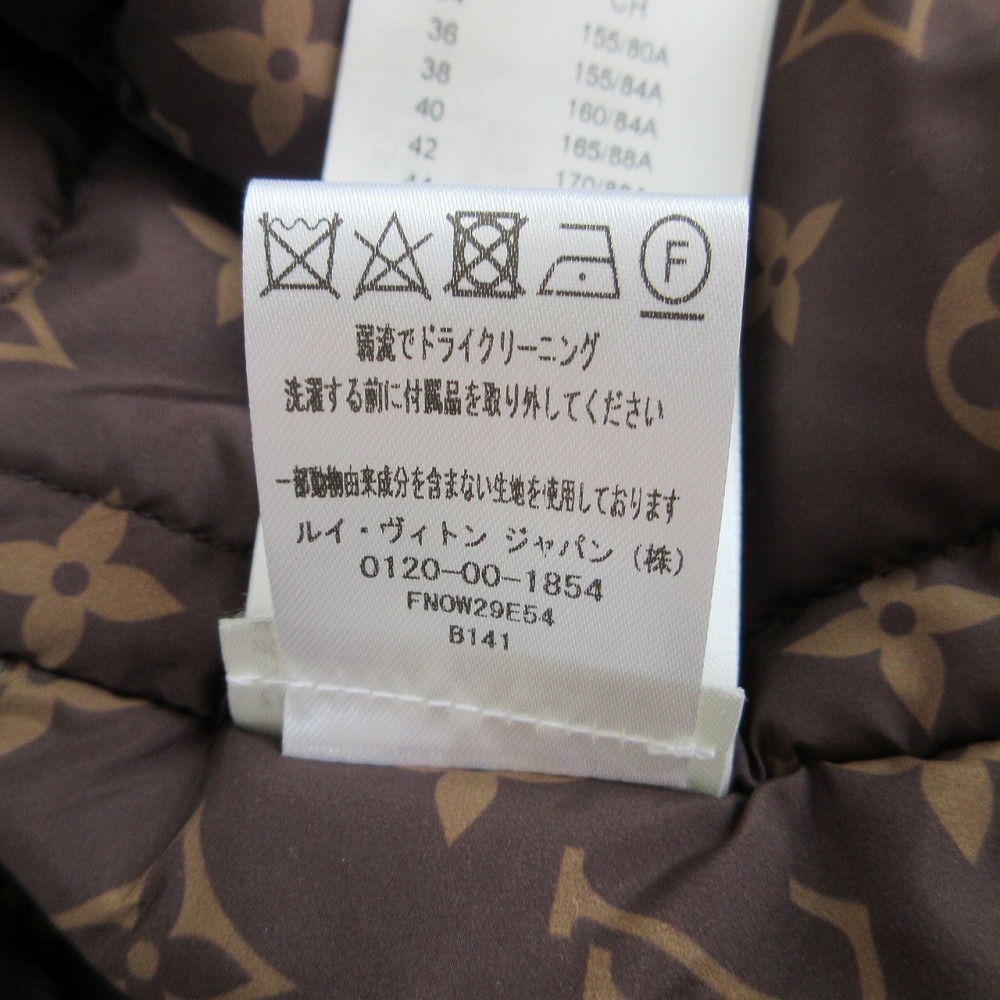 CH
36 155/80A
38 155/84A
40 160/84A
42 165/88A
F
弱流でドライクリーニング
洗濯する前に付属品を取り外してください
一部動物由来成分を含まない生地を使用しております
ルイ・ヴィトン ジャパン (株)
0120-00-1854
FNOW29E54
B141